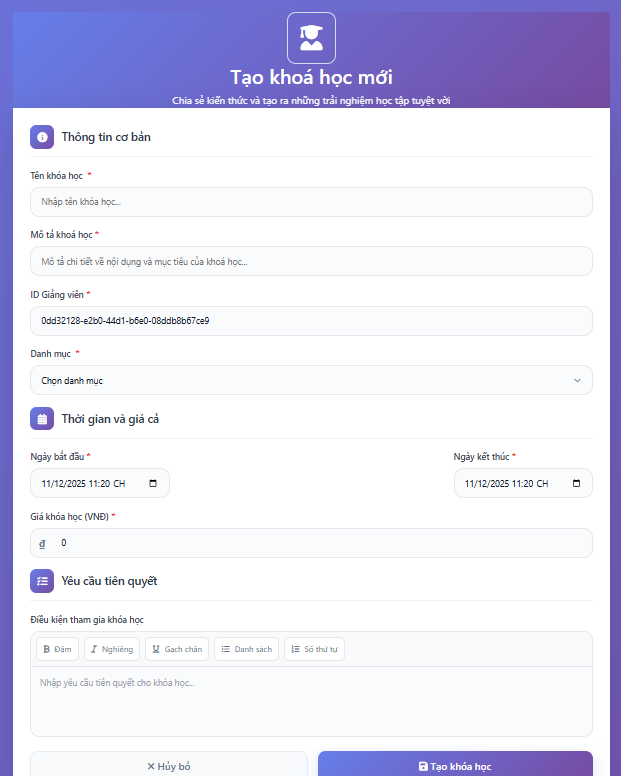 Tạo khoá học mới
Chia sẻ kiến thức và tạo ra những trải nghiệm học tập tuyệt vời
Thông tin cơ bản
Tên khóa học *
Nhập tên khóa học...
Mô tả khoá học *
Mô tả chi tiết về nội dung và mục tiêu của khoá học...
ID Giảng viên *
0dd32128-e2b0-44d1-b6e0-08ddb8b67ce9
Danh mục *
Chọn danh mục
Thời gian và giá cả
Ngày bắt đầu * Ngày kết thúc *
11/12/2025 11:20 CH 11/12/2025 11:20 CH
Giá khóa học (VNĐ) *
₫ 0
Yêu cầu tiên quyết
Điều kiện tham gia khóa học
B Đậm I Nghiêng U Gạch chân Danh sách Số thứ tự
Nhập yêu cầu tiên quyết cho khóa học...
✕ Hủy bỏ Tạo khóa học